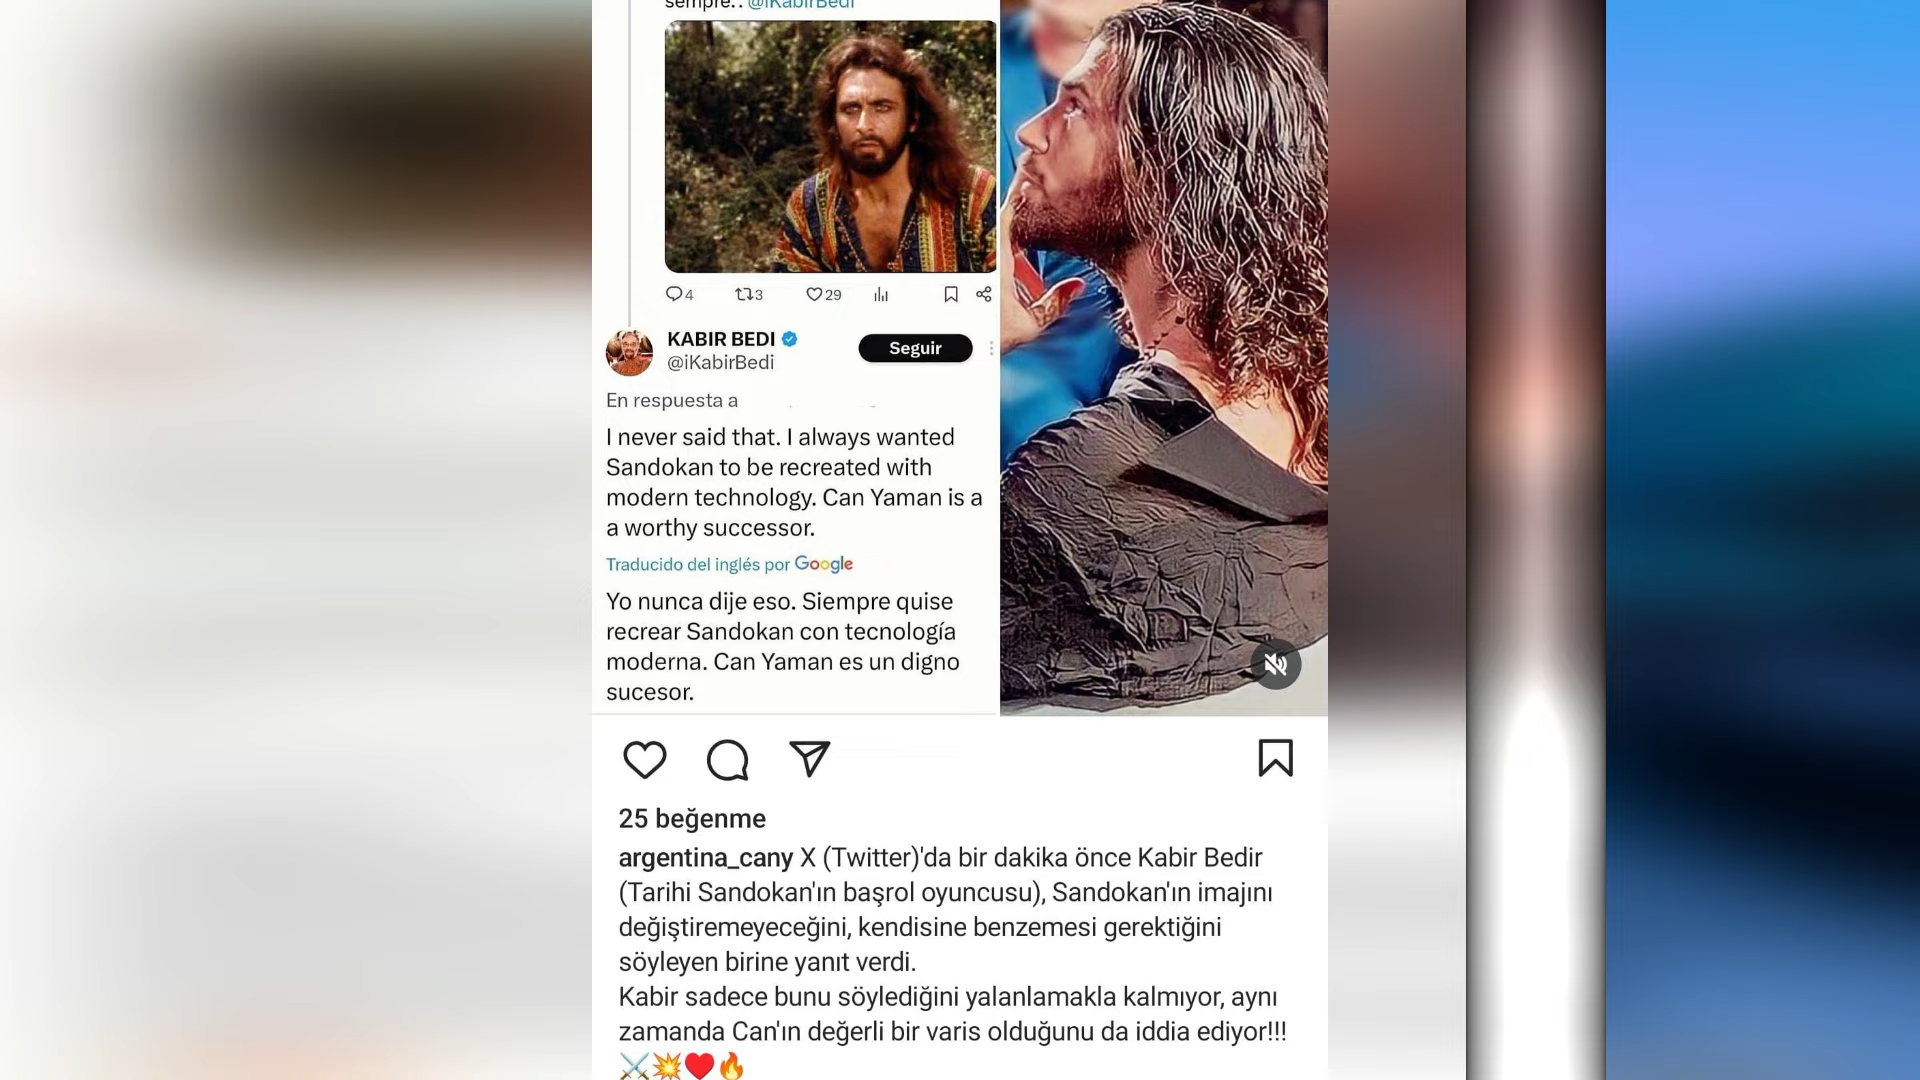 sempre.. @iKabirBedi
4
3
29
KABIR BEDI
@iKabirBedi
Seguir
En respuesta a
I never said that. I always wanted
Sandokan to be recreated with
modern technology. Can Yaman is a
a worthy successor.
Traducido del inglés por Google
Yo nunca dije eso. Siempre quise
recrear Sandokan con tecnología
moderna. Can Yaman es un digno
sucesor.
25 beğenme
argentina_cany X (Twitter)'da bir dakika önce Kabir Bedir
(Tarihi Sandokan'ın başrol oyuncusu), Sandokan'ın imajını
değiştiremeyeceğini, kendisine benzemesi gerektiğini
söyleyen birine yanıt verdi.
Kabir sadece bunu söylediğini yalanlamakla kalmıyor, aynı
zamanda Can'ın değerli bir varis olduğunu da iddia ediyor!!!
⚔️💥♥️🔥